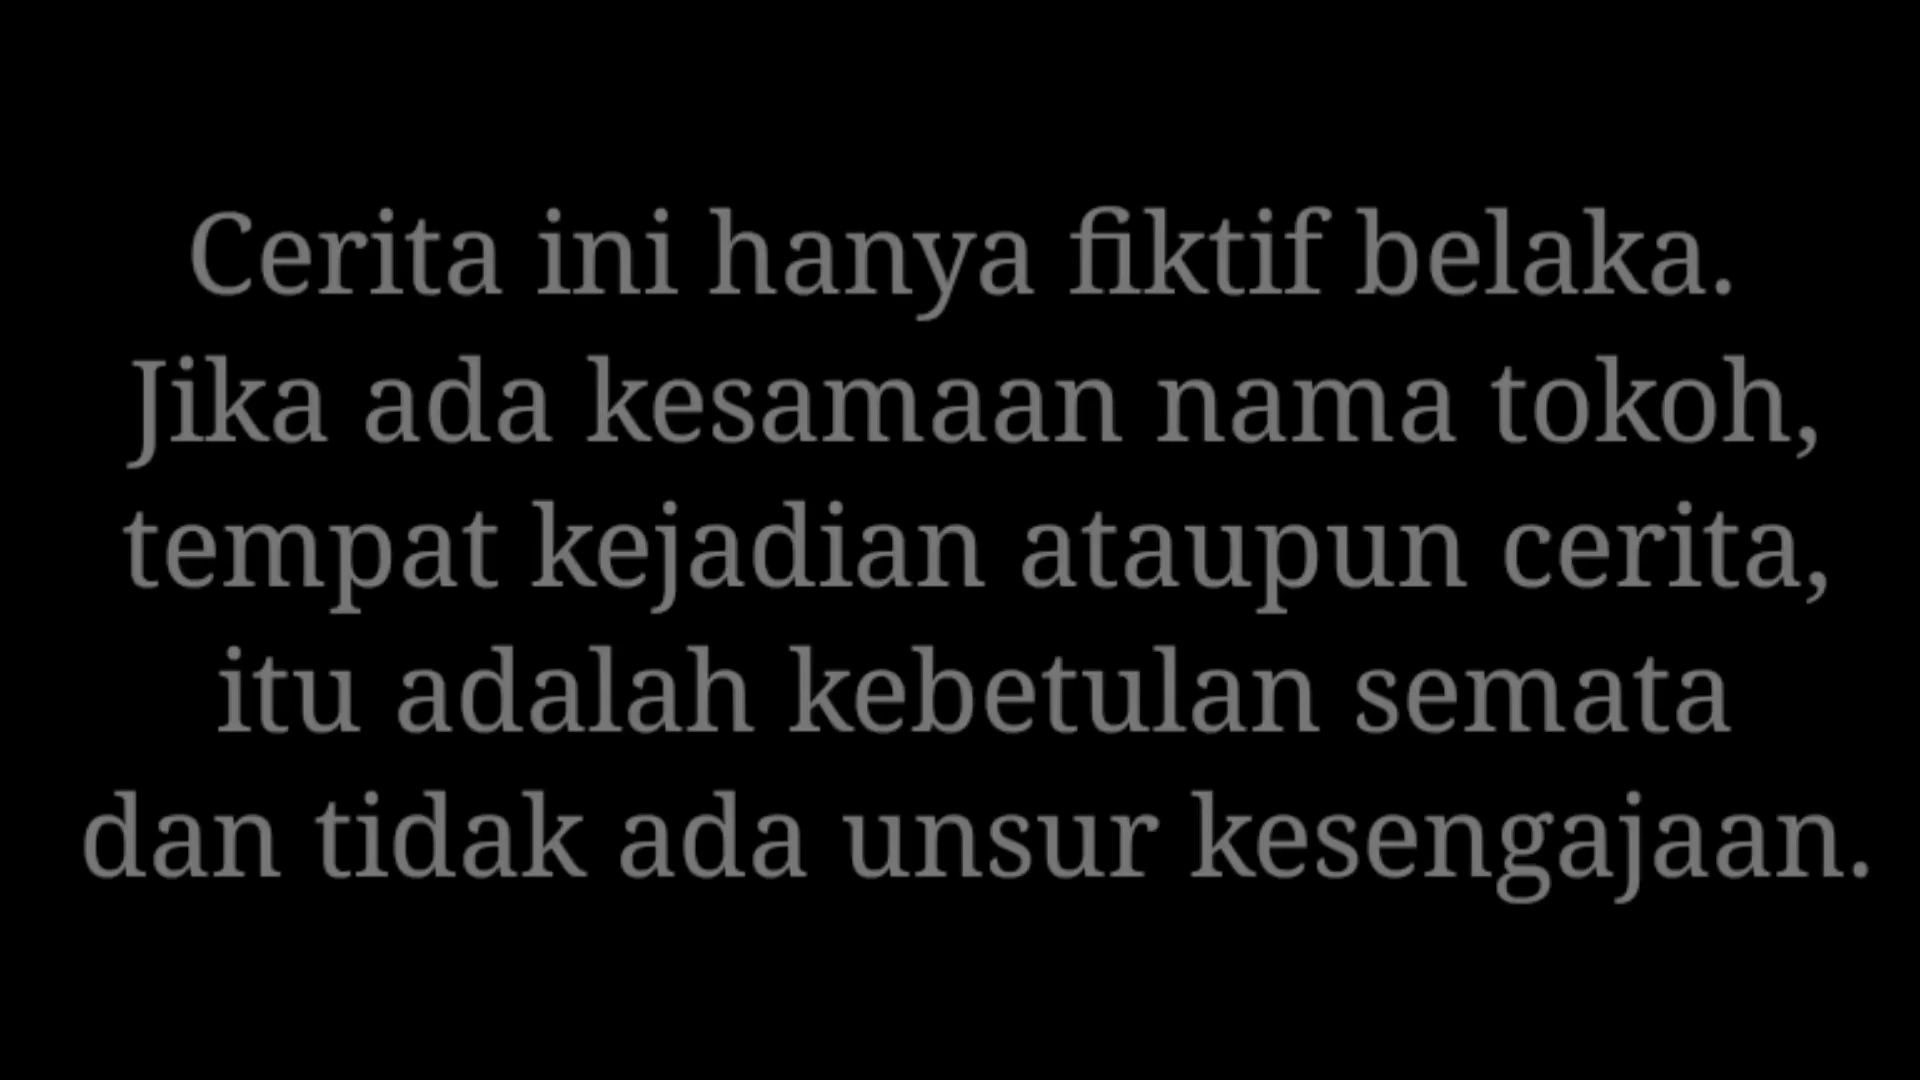 Cerita ini hanya fiktif belaka.
Jika ada kesamaan nama tokoh,
tempat kejadian ataupun cerita,
itu adalah kebetulan semata
dan tidak ada unsur kesengajaan.